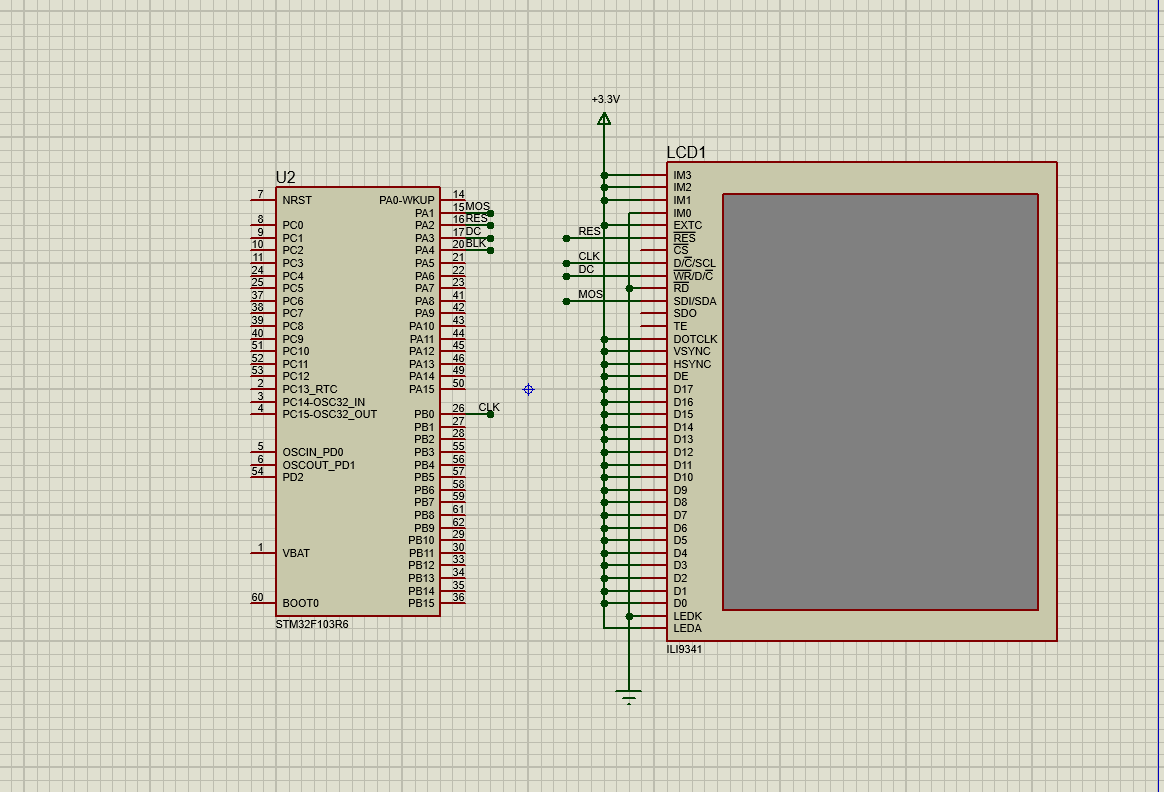 +3.3V
LCD1
U2
7 NRST
8 PC0
9 PC1
10 PC2
11 PC3
24 PC4
25 PC5
37 PC6
38 PC7
39 PC8
40 PC9
51 PC10
52 PC11
53 PC12
2 PC13_RTC
3 PC14-OSC32_IN
4 PC15-OSC32_OUT
5 OSCIN_PD0
6 OSCOUT_PD1
54 PD2
1 VBAT
60 BOOT0
PA0-WKUP 14
PA1 15 MOS
PA2 16 RES
PA3 17 DC
PA4 20 BLK
PA5 21
PA6 22
PA7 23
PA8 41
PA9 42
PA10 43
PA11 44
PA12 45
PA13 46
PA14 49
PA15 50
PB0 26 CLK
PB1 27
PB2 28
PB3 55
PB4 56
PB5 57
PB6 58
PB7 59
PB8 61
PB9 62
PB10 29
PB11 30
PB12 33
PB13 34
PB14 35
PB15 36
STM32F103R6
IM3
IM2
IM1
IM0
EXTC
RES RES
CS
CLK D/C/SCL
DC WR/D/C
RD
MOS SDI/SDA
SDO
TE
DOTCLK
VSYNC
HSYNC
DE
D17
D16
D15
D14
D13
D12
D11
D10
D9
D8
D7
D6
D5
D4
D3
D2
D1
D0
LEDK
LEDA
ILI9341